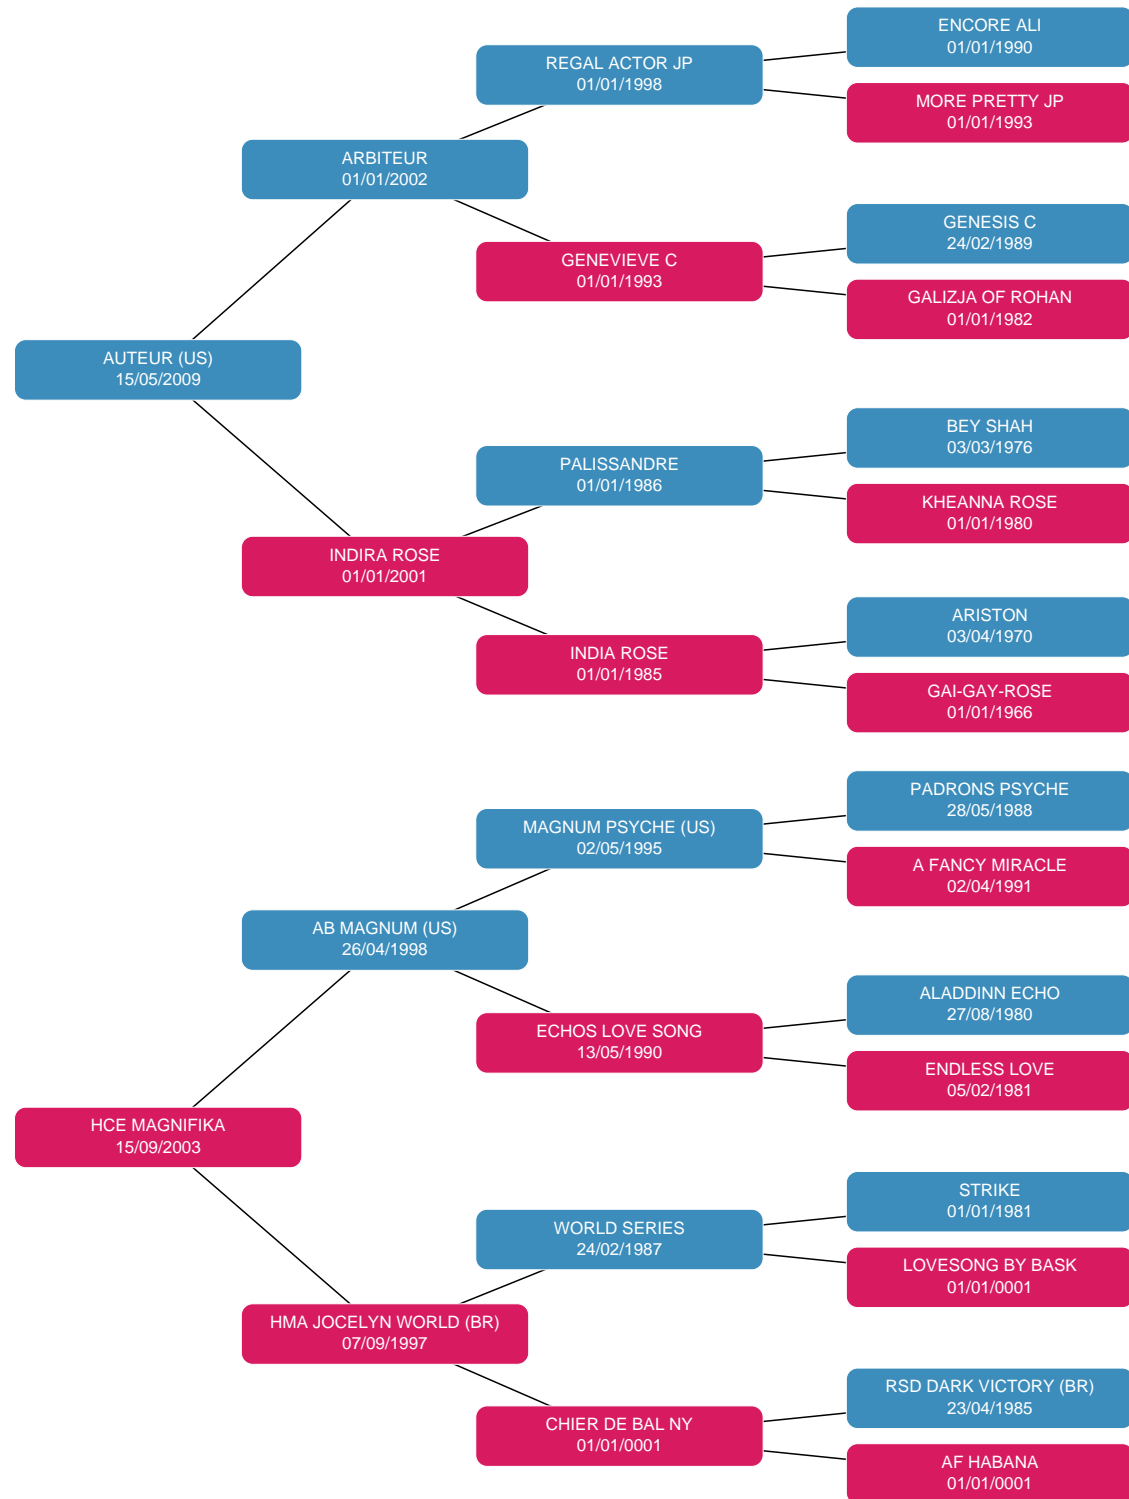 ENCORE ALI
01/01/1990
REGAL ACTOR JP
01/01/1998
MORE PRETTY JP
01/01/1993
ARBITEUR
01/01/2002
GENESIS C
24/02/1989
GENEVIEVE C
01/01/1993
GALIZJA OF ROHAN
01/01/1982
AUTEUR (US)
15/05/2009
BEY SHAH
03/03/1976
PALISSANDRE
01/01/1986
KHEANNA ROSE
01/01/1980
INDIRA ROSE
01/01/2001
ARISTON
03/04/1970
INDIA ROSE
01/01/1985
GAI-GAY-ROSE
01/01/1966
PADRONS PSYCHE
28/05/1988
MAGNUM PSYCHE (US)
02/05/1995
A FANCY MIRACLE
02/04/1991
AB MAGNUM (US)
26/04/1998
ALADDINN ECHO
27/08/1980
ECHOS LOVE SONG
13/05/1990
ENDLESS LOVE
05/02/1981
HCE MAGNIFIKA
15/09/2003
STRIKE
01/01/1981
WORLD SERIES
24/02/1987
LOVESONG BY BASK
01/01/0001
HMA JOCELYN WORLD (BR)
07/09/1997
RSD DARK VICTORY (BR)
23/04/1985
CHIER DE BAL NY
01/01/0001
AF HABANA
01/01/0001